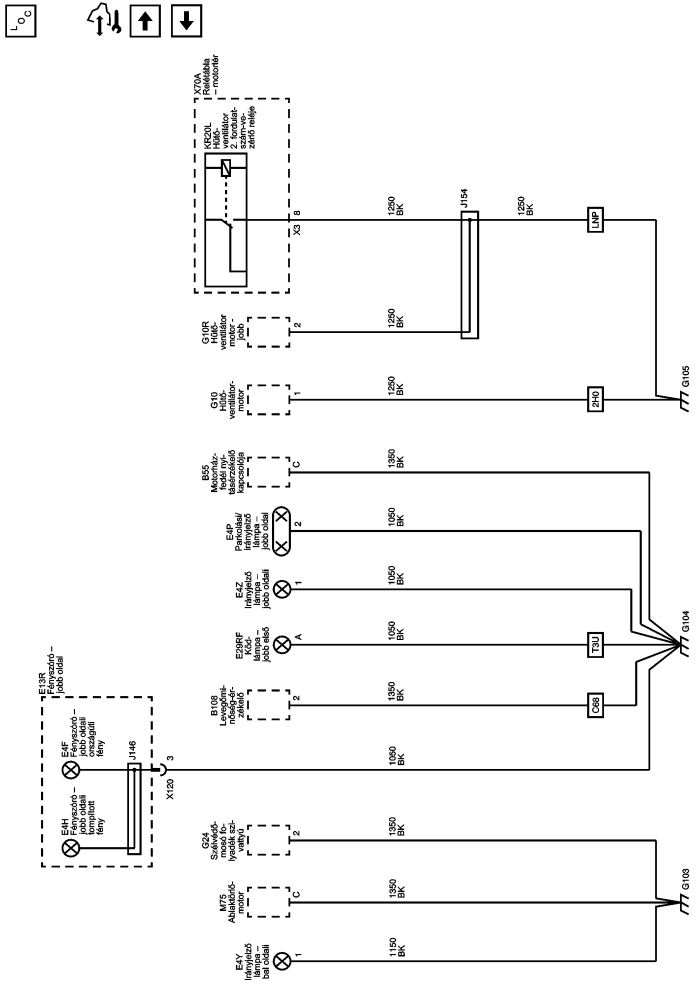 LOC
X70A
Relétábla
– motortér
KR20L
Hűtő-
ventilátor
2. fordulat-
szám-ve-
zérlő reléje
8
X3
1250
BK
J154
1250
BK
LNP
G10R
Hűtő-
ventilátor
motor -
jobb
2
1250
BK
G10
Hűtő-
ventilátor-
motor
1
1250
BK
2H0
G105
B55
Motorház-
fedél nyi-
tásérzékelő
kapcsolója
C
1350
BK
E4P
Parkolási/
irányjelző
lámpa –
jobb oldal
2
1050
BK
E4Z
Irányjelző
lámpa –
jobb oldali
1
1050
BK
E29RF
Köd-
lámpa –
jobb első
A
1050
BK
T3U
G104
B108
Levegőmi-
nőség-ér-
zékelő
2
1350
BK
C68
E13R
Fényszóró –
jobb oldal
E4F
Fényszóró –
jobb oldali
országúti
fény
J146
3
X120
1050
BK
E4H
Fényszóró –
jobb oldali
tompított
fény
G24
Szélvédő-
mosó fo-
lyadék szi-
vattyú
2
1350
BK
M75
Ablaktörlő-
motor
C
1350
BK
G103
E4Y
Irányjelző
lámpa –
bal oldali
1
1150
BK